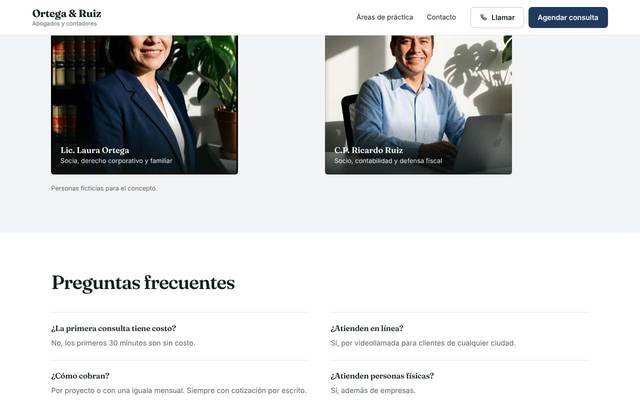 Ortega & Ruiz
Abogados y contadores
Áreas de práctica
Contacto
Llamar
Agendar consulta
Lic. Laura Ortega
Socia, derecho corporativo y familiar
C.P. Ricardo Ruiz
Socio, contabilidad y defensa fiscal
Personas ficticias para el concepto.
Preguntas frecuentes
¿La primera consulta tiene costo?
No, los primeros 30 minutos son sin costo.
¿Atienden en línea?
Sí, por videollamada para clientes de cualquier ciudad.
¿Cómo cobran?
Por proyecto o con una iguala mensual. Siempre con cotización por escrito.
¿Atienden personas físicas?
Sí, además de empresas.